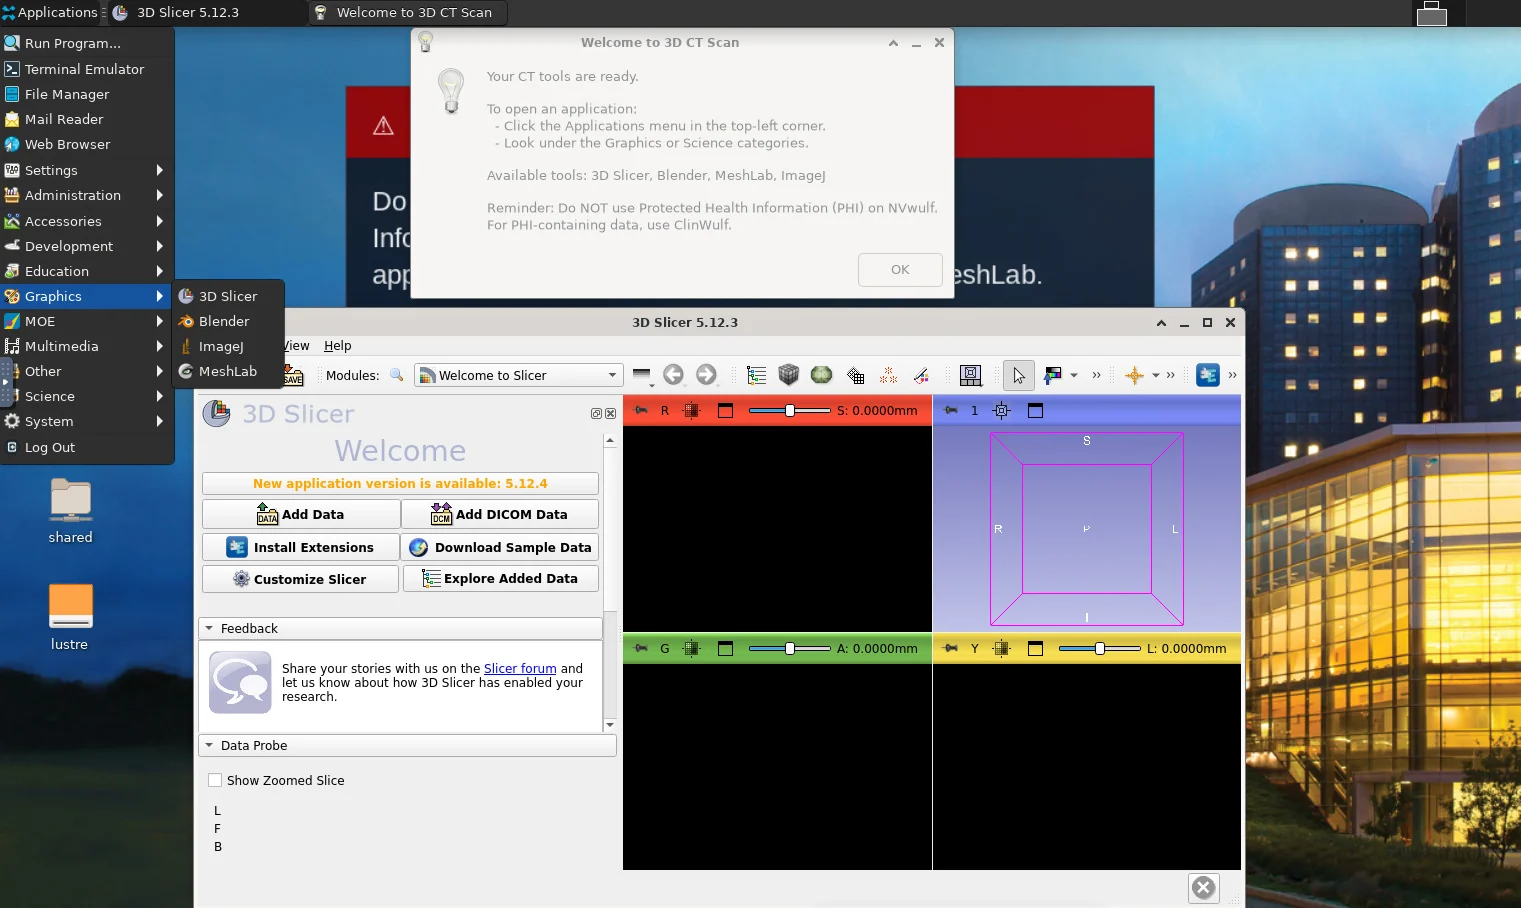 Applications
3D Slicer 5.12.3
Welcome to 3D CT Scan
Run Program...
Terminal Emulator
File Manager
Mail Reader
Web Browser
Settings
Administration
Accessories
Development
Education
Graphics
MOE
Multimedia
Other
Science
System
Log Out
3D Slicer
Blender
ImageJ
MeshLab
shared
lustre
Welcome to 3D CT Scan
Your CT tools are ready.
To open an application:
- Click the Applications menu in the top-left corner.
- Look under the Graphics or Science categories.
Available tools: 3D Slicer, Blender, MeshLab, ImageJ
Reminder: Do NOT use Protected Health Information (PHI) on NVwulf.
For PHI-containing data, use ClinWulf.
OK
Do
Info
app
eshLab.
3D Slicer 5.12.3
View Help
SAVE
Modules:
Welcome to Slicer
3D Slicer
Welcome
New application version is available: 5.12.4
DATA Add Data
DCM Add DICOM Data
Install Extensions
Download Sample Data
Customize Slicer
Explore Added Data
Feedback
Share your stories with us on the Slicer forum and
let us know about how 3D Slicer has enabled your
research.
Data Probe
Show Zoomed Slice
L
F
B
R
S: 0.0000mm
1
S
R
P
L
I
G
A: 0.0000mm
Y
L: 0.0000mm